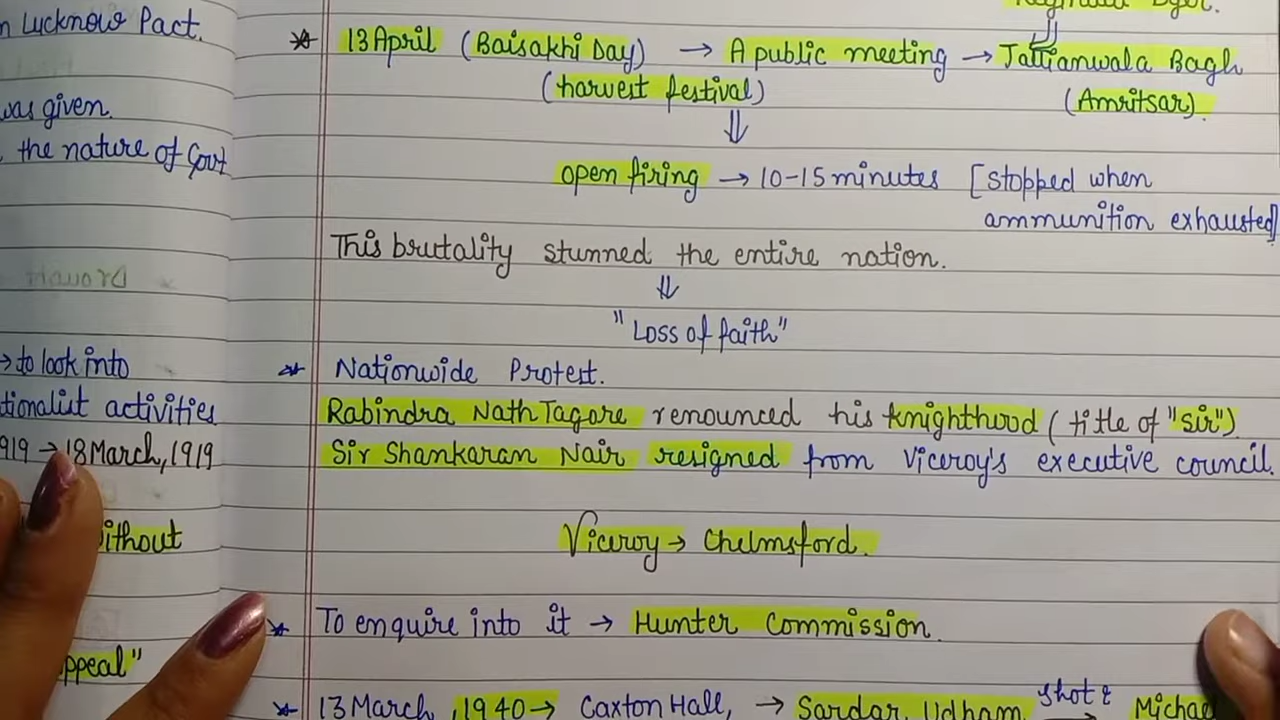 n Lucknow Pact.
was given.
the nature of Govt
→ to look into
tionalist activities
919 → 18 March, 1919
ithout
ppeal"
Dyer.
* 13 April (Baisakhi Day) → A public meeting → Jallianwala Bagh
(harvest festival) (Amritsar).
open firing → 10-15 minutes [stopped when
ammunition exhausted]
This brutality stunned the entire nation.
"Loss of faith"
* Nationwide Protest.
Rabindra Nath Tagore renounced his knighthood (title of "sir").
Sir Shankaran Nair resigned from Viceroy's executive council.
Viceroy → Chelmsford.
* To enquire into it → Hunter Commission.
* 13 March, 1940 → Caxton Hall, → Sardar Udham shot → Michael